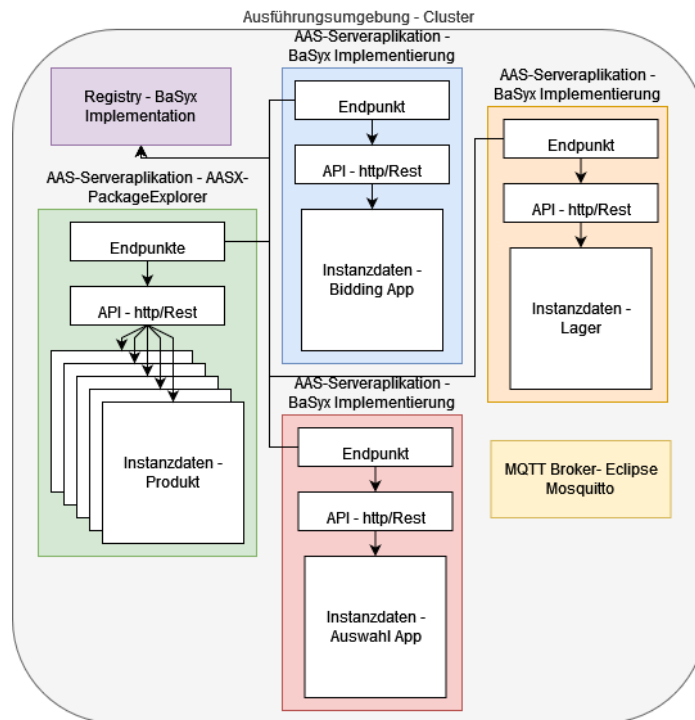 Ausführungsumgebung - Cluster
AAS-Serveraplikation -
BaSyx Implementierung
Endpunkt
API - http/Rest
Instanzdaten -
Bidding App
Registry - BaSyx
Implementation
AAS-Serveraplikation -
BaSyx Implementierung
Endpunkt
API - http/Rest
Instanzdaten -
Lager
AAS-Serveraplikation - AASX-
PackageExplorer
Endpunkte
API - http/Rest
Instanzdaten -
Produkt
AAS-Serveraplikation -
BaSyx Implementierung
Endpunkt
API - http/Rest
Instanzdaten -
Auswahl App
MQTT Broker- Eclipse
Mosquitto